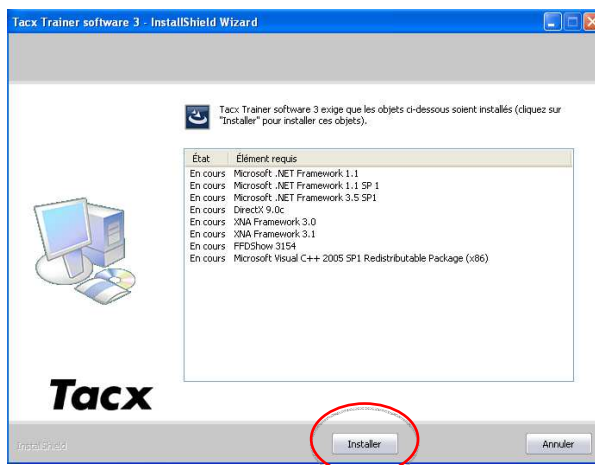 Tacx Trainer software 3 - InstallShield Wizard
Tacx Trainer software 3 exige que les objets ci-dessous soient installés (cliquez sur
"Installer" pour installer ces objets).
État Élément requis
En cours Microsoft .NET Framework 1.1
En cours Microsoft .NET Framework 1.1 SP 1
En cours Microsoft .NET Framework 3.5 SP1
En cours DirectX 9.0c
En cours XNA Framework 3.0
En cours XNA Framework 3.1
En cours FFDShow 3154
En cours Microsoft Visual C++ 2005 SP1 Redistributable Package (x86)
Tacx
InstallShield
Installer Annuler